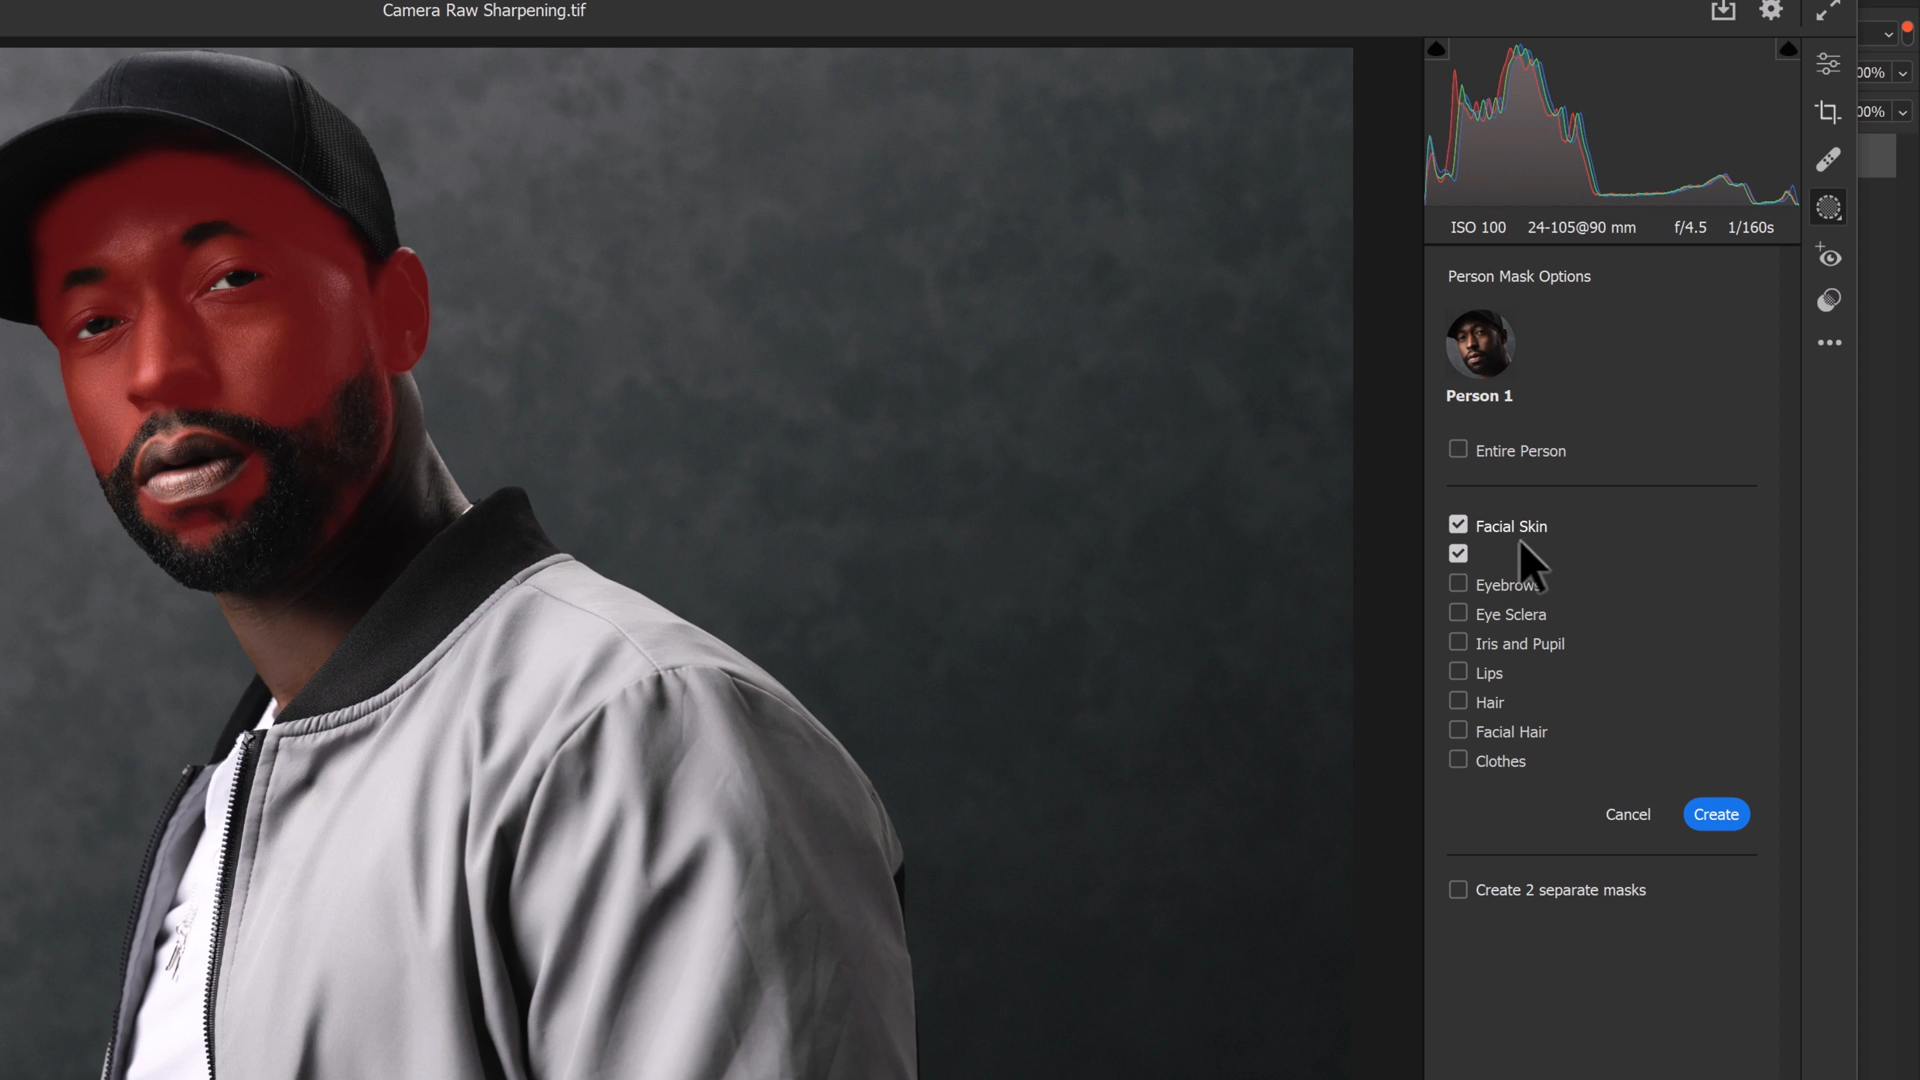 Camera Raw Sharpening.tif
00%
00%
ISO 100 24-105@90 mm f/4.5 1/160s
Person Mask Options
Person 1
Entire Person
Facial Skin
Eyebrows
Eye Sclera
Iris and Pupil
Lips
Hair
Facial Hair
Clothes
Cancel Create
Create 2 separate masks